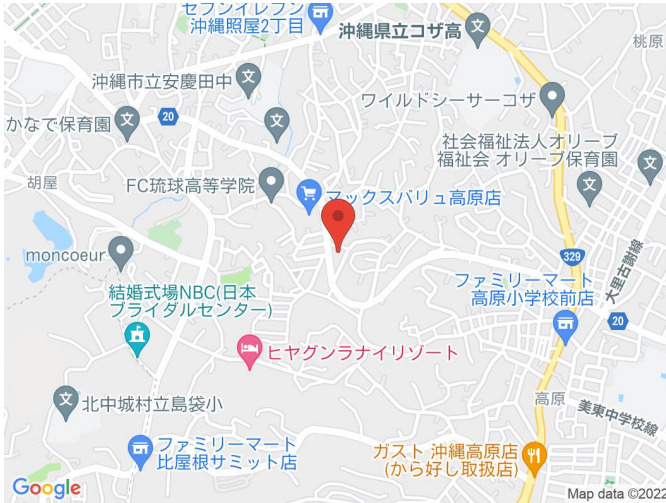 セブンイレブン
沖縄照屋2丁目
沖縄県立コザ高
桃原
沖縄市立安慶田中
ワイルドシーサーコザ
かなで保育園
20
社会福祉法人オリーブ
福祉会 オリーブ保育園
胡屋
FC琉球高等学院
マックスバリュ高原店
moncoeur
329
大里古謝線
ファミリーマート
高原小学校前店
結婚式場NBC(日本
ブライダルセンター)
20
ヒヤグンラナイリゾート
北中城村立島袋小
高原
美東中学校線
ファミリーマート
比屋根サミット店
ガスト 沖縄高原店
(から好し取扱店)
Google
Map data ©2022